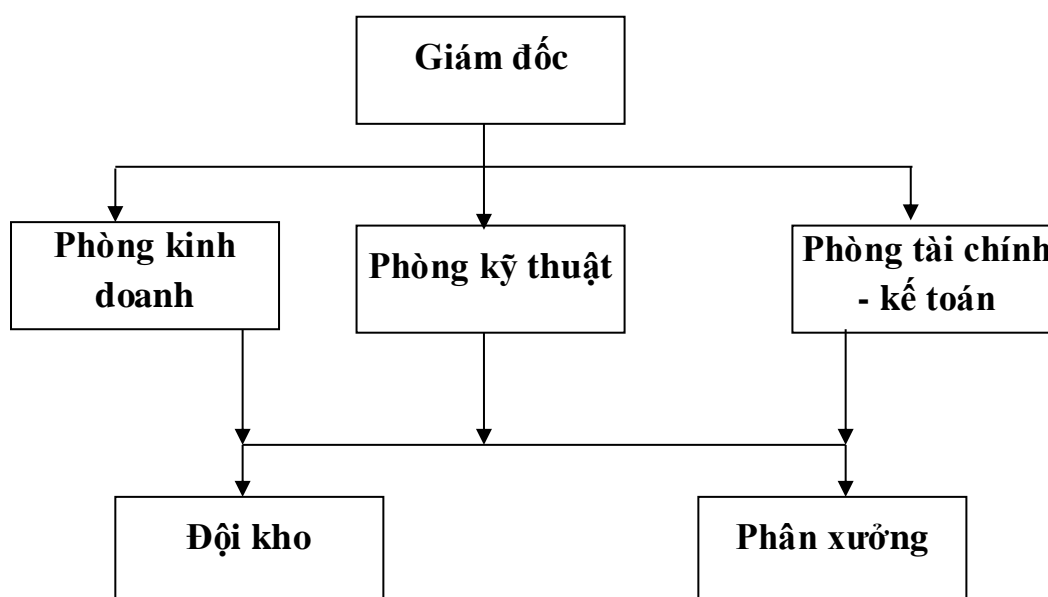 Giám đốc
Phòng kinh
doanh
Phòng kỹ thuật
Phòng tài chính
- kế toán
Đội kho
Phân xưởng